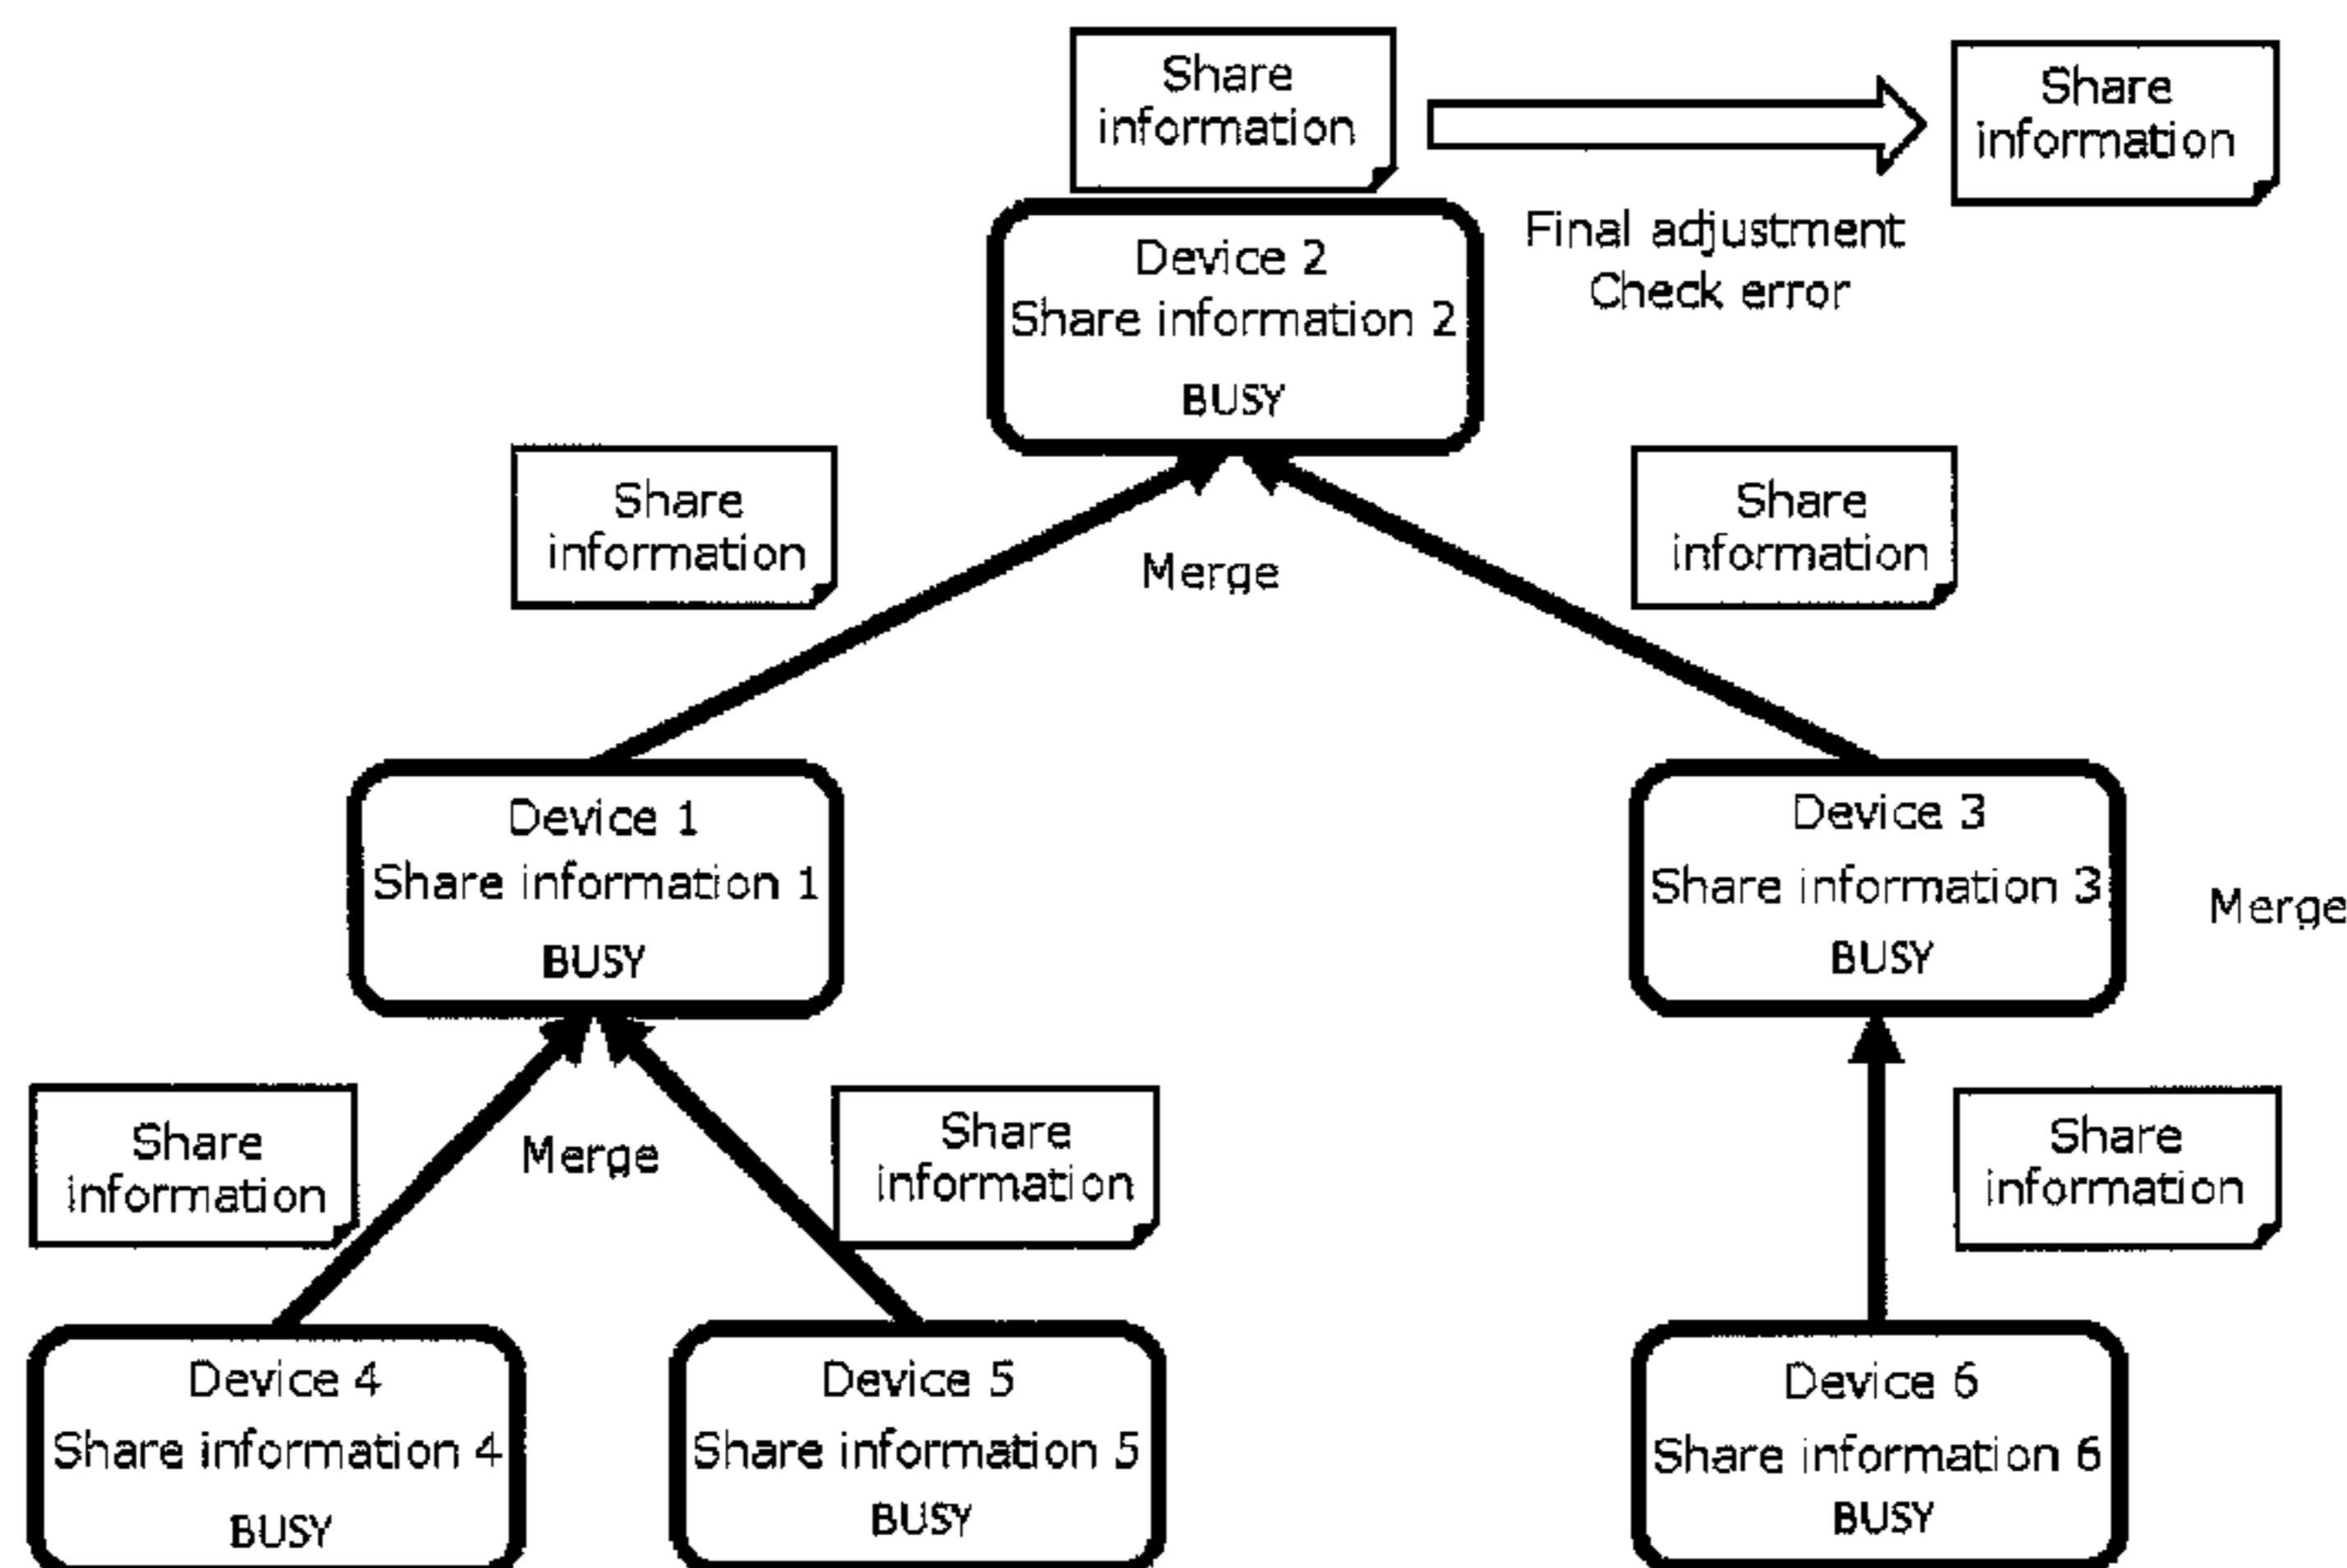 Share
information
Share
information
Final adjustment
Check error
Device 2
Share information 2
BUSY
Share
information
Merge
Share
information
Device 1
Share information 1
BUSY
Device 3
Share information 3
BUSY
Merge
Share
information
Merge
Share
information
Share
information
Device 4
Share information 4
BUSY
Device 5
Share information 5
BUSY
Device 6
Share information 6
BUSY